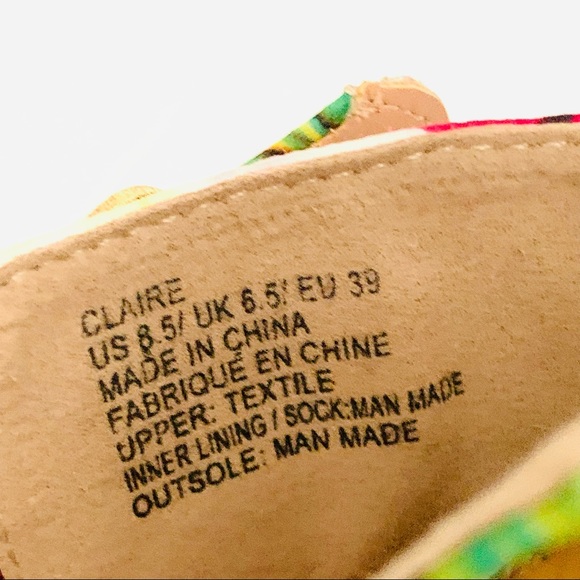 CLAIRE
US 8.5/ UK 6.5/ EU 39
MADE IN CHINA
FABRIQUÉ EN CHINE
UPPER: TEXTILE
INNER LINING / SOCK:MAN MADE
OUTSOLE: MAN MADE